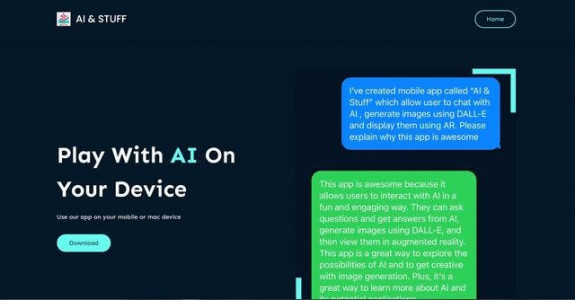 AI & STUFF
Home
Play With AI On
Your Device
Use our app on your mobile or mac device
Download
I've created mobile app called "AI &
Stuff" which allow user to chat with
AI , generate images using DALL-E
and display them using AR. Please
explain why this app is awesome
This app is awesome because it
allows users to interact with AI in a
fun and engaging way. They can ask
questions and get answers from AI,
generate images using DALL-E, and
then view them in augmented reality.
This app is a great way to explore the
possibilities of AI and to get creative
with image generation. Plus, it's a
great way to learn more about AI and
its potential applications.